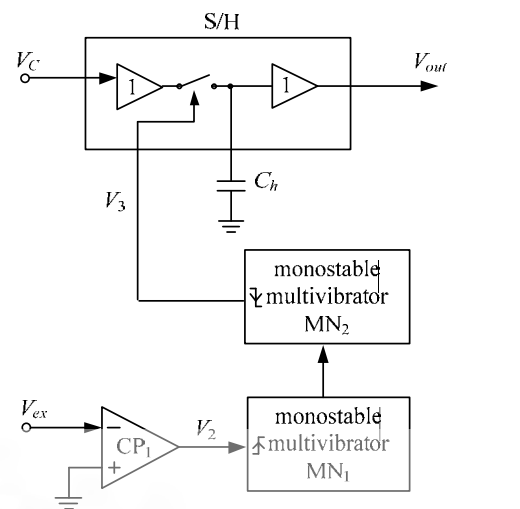 S/H
V_C
V_out
1
1
C_h
V_3
monostable
multivibrator
MN_2
V_ex
V_2
−
CP_1
+
monostable
multivibrator
MN_1